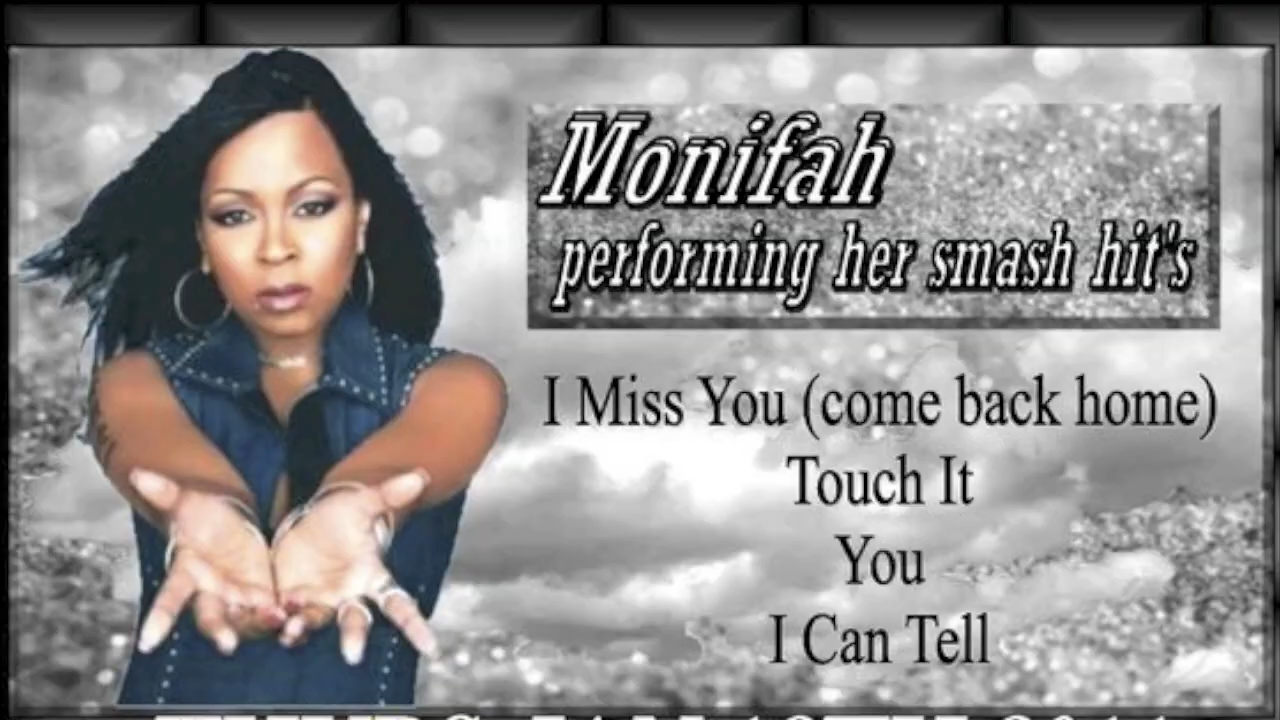 Monifah
performing her smash hit's
I Miss You (come back home)
Touch It
You
I Can Tell